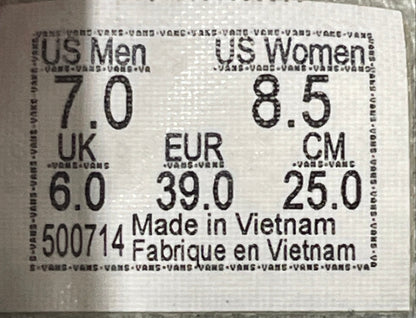 US Men US Women
7.0 8.5
UK EUR CM
6.0 39.0 25.0
500714 Made in Vietnam
Fabrique en Vietnam